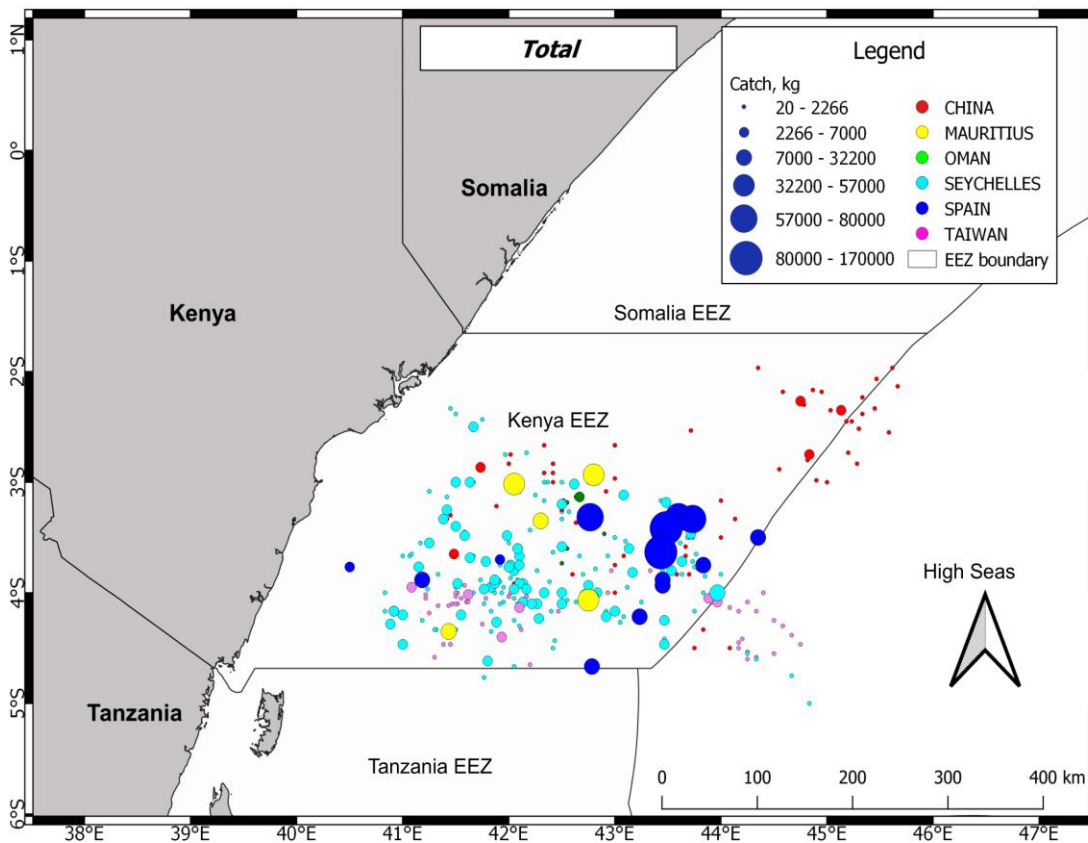 Total
Legend
Catch, kg
20 - 2266
2266 - 7000
7000 - 32200
32200 - 57000
57000 - 80000
80000 - 170000
CHINA
MAURITIUS
OMAN
SEYCHELLES
SPAIN
TAIWAN
EEZ boundary
Somalia
Kenya
Somalia EEZ
Kenya EEZ
High Seas
Tanzania
Tanzania EEZ
0 100 200 300 400 km
1°N
0°
1°S
2°S
3°S
4°S
5°S
6°S
38°E 39°E 40°E 41°E 42°E 43°E 44°E 45°E 46°E 47°E